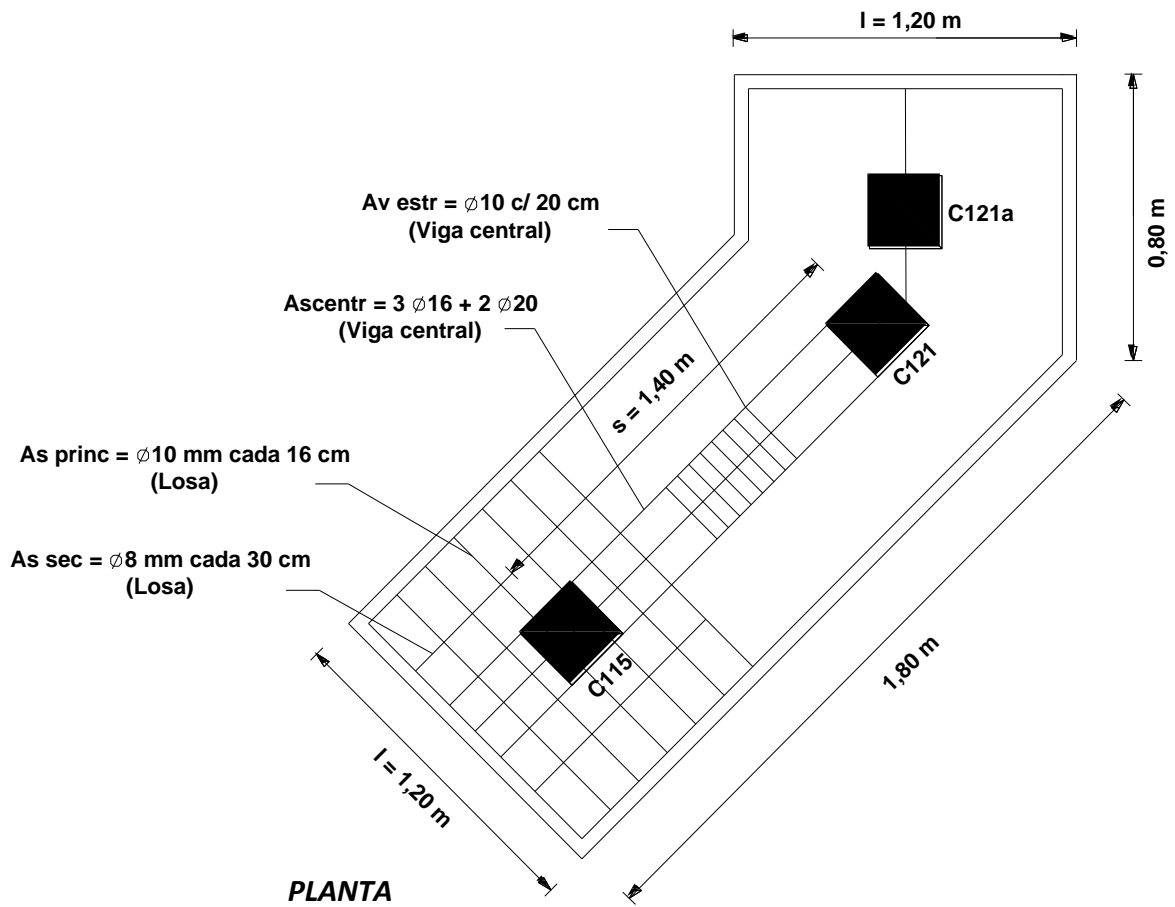 l = 1,20 m
Av estr = ∅10 c/ 20 cm
(Viga central)
C121a
0,80 m
Ascentr = 3 ∅16 + 2 ∅20
(Viga central)
C121
s = 1,40 m
As princ = ∅10 mm cada 16 cm
(Losa)
As sec = ∅8 mm cada 30 cm
(Losa)
C115
1,80 m
l = 1,20 m
PLANTA